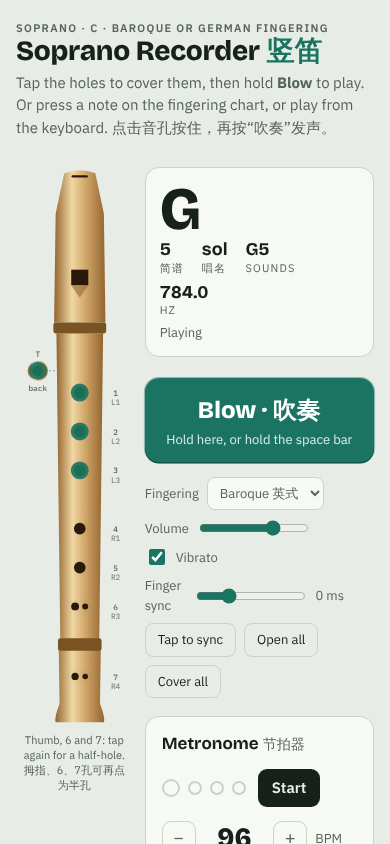 SOPRANO · C · BAROQUE OR GERMAN FINGERING
Soprano Recorder 竖笛
Tap the holes to cover them, then hold Blow to play.
Or press a note on the fingering chart, or play from
the keyboard. 点击音孔按住，再按“吹奏”发声。
T
back
1
L1
2
L2
3
L3
4
R1
5
R2
6
R3
7
R4
Thumb, 6 and 7: tap
again for a half-hole.
拇指、6、7孔可再点
为半孔
G
5 sol G5
简谱 唱名 SOUNDS
784.0
HZ
Playing
Blow · 吹奏
Hold here, or hold the space bar
Fingering Baroque 英式
Volume
Vibrato
Finger
sync 0 ms
Tap to sync Open all
Cover all
Metronome 节拍器
Start
− 96 + BPM